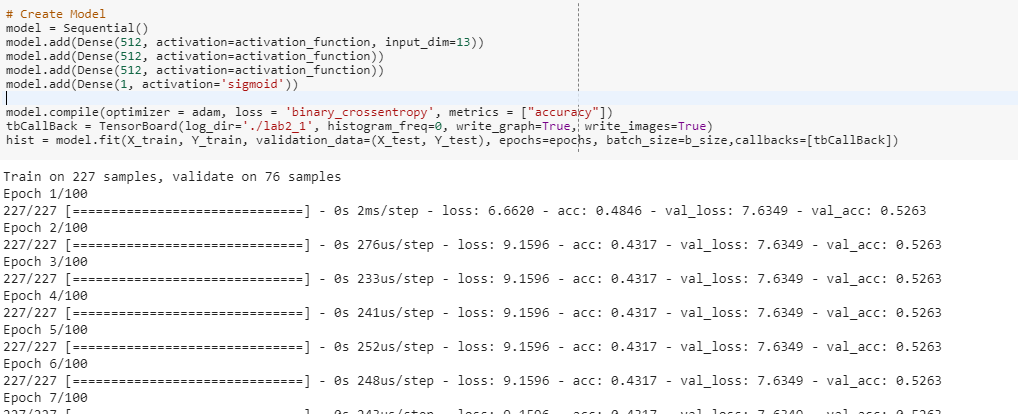 # Create Model
model = Sequential()
model.add(Dense(512, activation=activation_function, input_dim=13))
model.add(Dense(512, activation=activation_function))
model.add(Dense(512, activation=activation_function))
model.add(Dense(1, activation='sigmoid'))
model.compile(optimizer = adam, loss = 'binary_crossentropy', metrics = ["accuracy"])
tbCallBack = TensorBoard(log_dir='./lab2_1', histogram_freq=0, write_graph=True, write_images=True)
hist = model.fit(X_train, Y_train, validation_data=(X_test, Y_test), epochs=epochs, batch_size=b_size,callbacks=[tbCallBack])
Train on 227 samples, validate on 76 samples
Epoch 1/100
227/227 [==============================] - 0s 2ms/step - loss: 6.6620 - acc: 0.4846 - val_loss: 7.6349 - val_acc: 0.5263
Epoch 2/100
227/227 [==============================] - 0s 276us/step - loss: 9.1596 - acc: 0.4317 - val_loss: 7.6349 - val_acc: 0.5263
Epoch 3/100
227/227 [==============================] - 0s 233us/step - loss: 9.1596 - acc: 0.4317 - val_loss: 7.6349 - val_acc: 0.5263
Epoch 4/100
227/227 [==============================] - 0s 241us/step - loss: 9.1596 - acc: 0.4317 - val_loss: 7.6349 - val_acc: 0.5263
Epoch 5/100
227/227 [==============================] - 0s 252us/step - loss: 9.1596 - acc: 0.4317 - val_loss: 7.6349 - val_acc: 0.5263
Epoch 6/100
227/227 [==============================] - 0s 248us/step - loss: 9.1596 - acc: 0.4317 - val_loss: 7.6349 - val_acc: 0.5263
Epoch 7/100